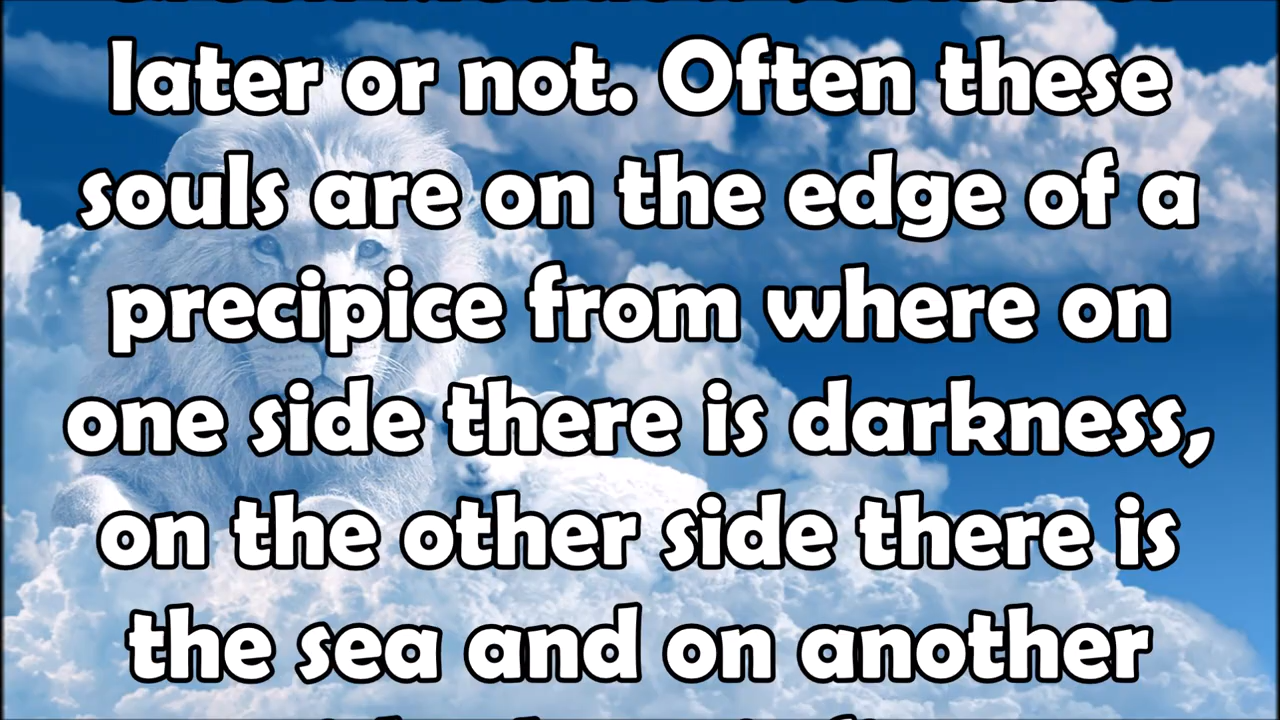 later or not. Often these
souls are on the edge of a
precipice from where on
one side there is darkness,
on the other side there is
the sea and on another